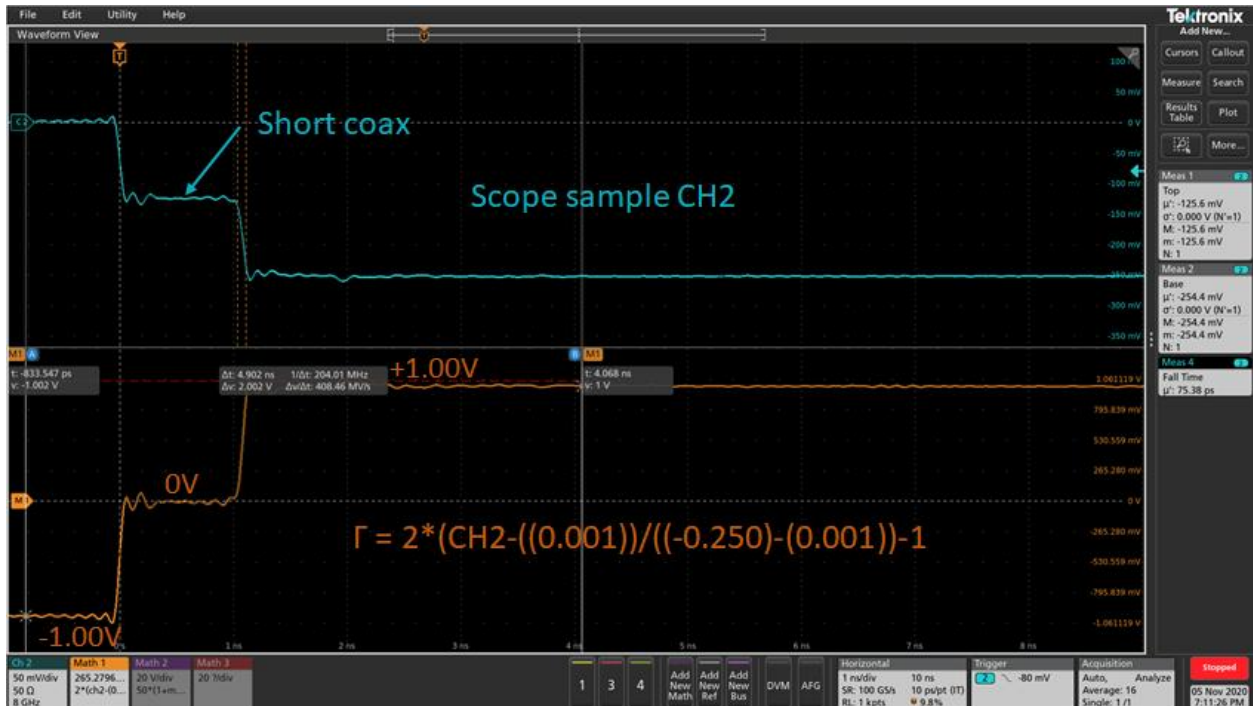 File Edit Utility Help
Tektronix
Waveform View
Add New...
Cursors Callout
Measure Search
Results Table Plot
More...
T
T
C2
Short coax
Scope sample CH2
100 mV
50 mV
0 V
-50 mV
-100 mV
-150 mV
-200 mV
-250 mV
-300 mV
-350 mV
Meas 1 2
Top
µ': -125.6 mV
σ': 0.000 V (N'=1)
M: -125.6 mV
m: -125.6 mV
N: 1
Meas 2 2
Base
µ': -254.4 mV
σ': 0.000 V (N'=1)
M: -254.4 mV
m: -254.4 mV
N: 1
Meas 4 2
Fall Time
µ': 75.38 ps
M1 A
B M1
t: -833.547 ps
v: -1.002 V
Δt: 4.902 ns 1/Δt: 204.01 MHz
Δv: 2.002 V Δv/Δt: 408.46 MV/s
+1.00V
t: 4.068 ns
v: 1 V
1.061119 V
795.839 mV
530.559 mV
265.280 mV
0 V
-265.280 mV
-530.559 mV
-795.839 mV
-1.061119 V
M1
0V
Γ = 2*(CH2-((0.001))/((-0.250)-(0.001))-1
-1.00V
1 ns 2 ns 3 ns 4 ns 5 ns 6 ns 7 ns 8 ns
Ch 2
50 mV/div
50 Ω
8 GHz
Math 1
265.2796...
2*(ch2-(0...
Math 2
20 V/div
50*(1+m...
Math 3
20 ?/div
1 3 4
Add New Math
Add New Ref
Add New Bus
DVM AFG
Horizontal
1 ns/div 10 ns
SR: 100 GS/s 10 ps/pt (IT)
RL: 1 kpts 9.8%
Trigger
2 -80 mV
Acquisition
Auto, Analyze
Average: 16
Single: 1 /1
Stopped
05 Nov 2020
7:11:26 PM